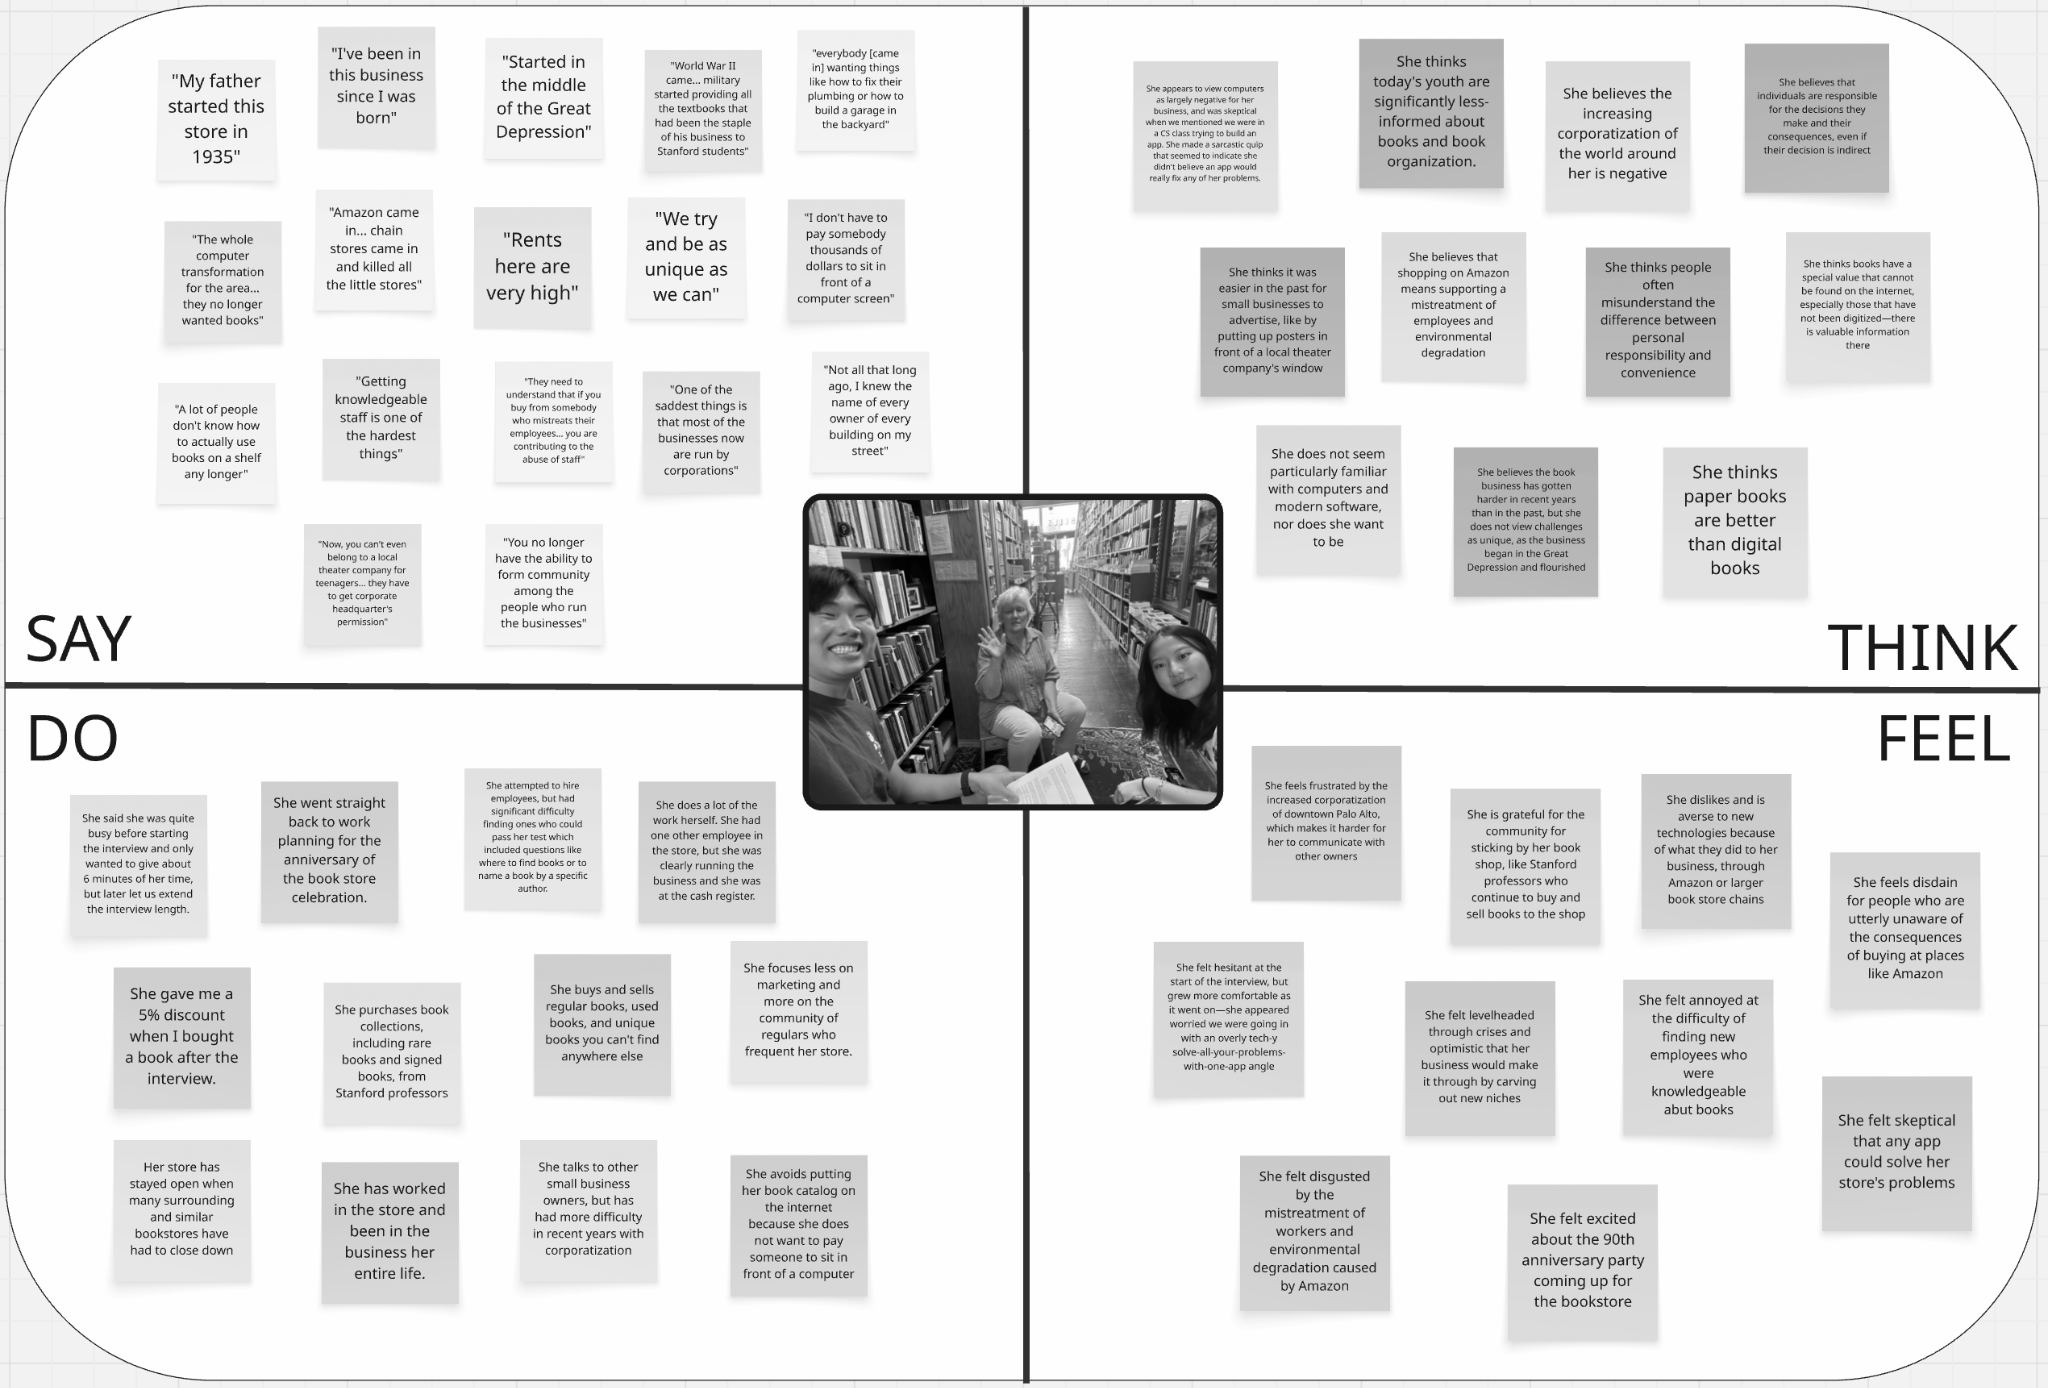 "My father
started this
store in
1935"
"I've been in
this business
since I was
born"
"Started in
the middle
of the Great
Depression"
"World War II
came... military
started providing all
the textbooks that
had been the staple
of his business to
Stanford students"
"everybody [came
in] wanting things
like how to fix their
plumbing or how to
build a garage in
the backyard"
"The whole
computer
transformation
for the area...
they no longer
wanted books"
"Amazon came
in... chain
stores came in
and killed all
the little stores"
"Rents
here are
very high"
"We try
and be as
unique as
we can"
"I don't have to
pay somebody
thousands of
dollars to sit in
front of a
computer screen"
"A lot of people
don't know how
to actually use
books on a shelf
any longer"
"Getting
knowledgeable
staff is one of
the hardest
things"
"They need to
understand that if you
buy from somebody
who mistreats their
employees... you are
contributing to the
abuse of staff"
"One of the
saddest things is
that most of the
businesses now
are run by
corporations"
"Not all that long
ago, I knew the
name of every
owner of every
building on my
street"
"Now, you can't even
belong to a local
theater company for
teenagers... they have
to get corporate
headquarter's
permission"
"You no longer
have the ability to
form community
among the
people who run
the businesses"
SAY
She appears to view computers
as largely negative for her
business, and was skeptical
when we mentioned we were in
a CS class trying to build an
app. She made a sarcastic quip
that seemed to indicate she
didn't believe an app would
really fix any of her problems.
She thinks
today's youth are
significantly less-
informed about
books and book
organization.
She believes the
increasing
corporatization of
the world around
her is negative
She believes that
individuals are responsible
for the decisions they
make and their
consequences, even if
their decision is indirect
She thinks it was
easier in the past for
small businesses to
advertise, like by
putting up posters in
front of a local theater
company's window
She believes that
shopping on Amazon
means supporting a
mistreatment of
employees and
environmental
degradation
She thinks people
often
misunderstand the
difference between
personal
responsibility and
convenience
She thinks books have a
special value that cannot
be found on the internet,
especially those that have
not been digitized—there
is valuable information
there
She does not seem
particularly familiar
with computers and
modern software,
nor does she want
to be
She believes the book
business has gotten
harder in recent years
than in the past, but she
does not view challenges
as unique, as the business
began in the Great
Depression and flourished
She thinks
paper books
are better
than digital
books
THINK
DO
She said she was quite
busy before starting
the interview and only
wanted to give about
6 minutes of her time,
but later let us extend
the interview length.
She went straight
back to work
planning for the
anniversary of
the book store
celebration.
She attempted to hire
employees, but had
significant difficulty
finding ones who could
pass her test which
included questions like
where to find books or to
name a book by a specific
author.
She does a lot of the
work herself. She had
one other employee in
the store, but she was
clearly running the
business and she was
at the cash register.
She gave me a
5% discount
when I bought
a book after the
interview.
She purchases book
collections,
including rare
books and signed
books, from
Stanford professors
She buys and sells
regular books, used
books, and unique
books you can't find
anywhere else
She focuses less on
marketing and
more on the
community of
regulars who
frequent her store.
Her store has
stayed open when
many surrounding
and similar
bookstores have
had to close down
She has worked
in the store and
been in the
business her
entire life.
She talks to other
small business
owners, but has
had more difficulty
in recent years with
corporatization
She avoids putting
her book catalog on
the internet
because she does
not want to pay
someone to sit in
front of a computer
FEEL
She feels frustrated by the
increased corporatization
of downtown Palo Alto,
which makes it harder for
her to communicate with
other owners
She is grateful for the
community for
sticking by her book
shop, like Stanford
professors who
continue to buy and
sell books to the shop
She dislikes and is
averse to new
technologies because
of what they did to her
business, through
Amazon or larger
book store chains
She feels disdain
for people who are
utterly unaware of
the consequences
of buying at places
like Amazon
She felt hesitant at the
start of the interview, but
grew more comfortable as
it went on—she appeared
worried we were going in
with an overly tech-y
solve-all-your-problems-
with-one-app angle
She felt levelheaded
through crises and
optimistic that her
business would make
it through by carving
out new niches
She felt annoyed at
the difficulty of
finding new
employees who
were
knowledgeable
abut books
She felt skeptical
that any app
could solve her
store's problems
She felt disgusted
by the
mistreatment of
workers and
environmental
degradation caused
by Amazon
She felt excited
about the 90th
anniversary party
coming up for
the bookstore